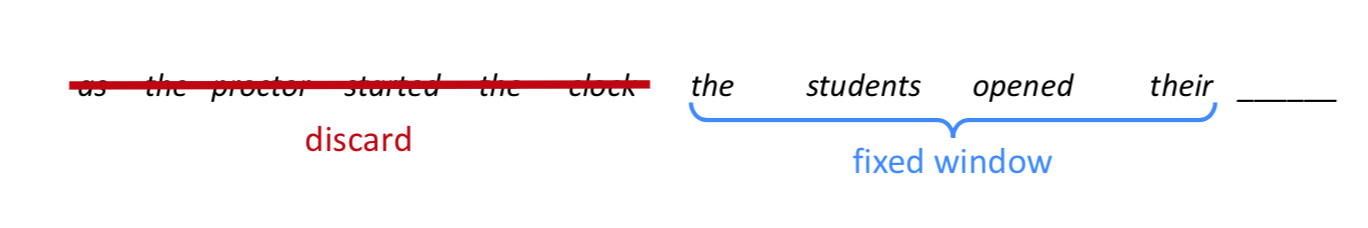 as the proctor started the clock the students opened their ______
discard
fixed window